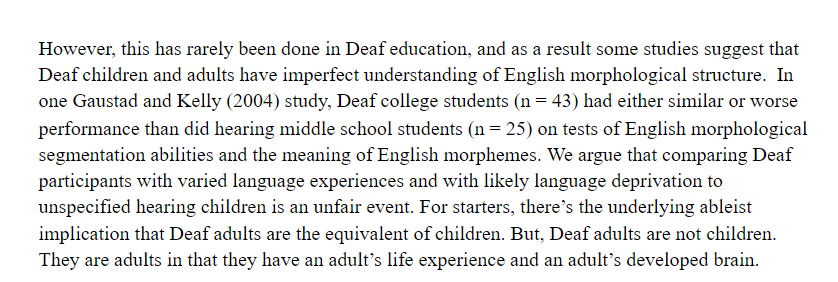 However, this has rarely been done in Deaf education, and as a result some studies suggest that
Deaf children and adults have imperfect understanding of English morphological structure.  In
one Gaustad and Kelly (2004) study, Deaf college students (n = 43) had either similar or worse
performance than did hearing middle school students (n = 25) on tests of English morphological
segmentation abilities and the meaning of English morphemes. We argue that comparing Deaf
participants with varied language experiences and with likely language deprivation to
unspecified hearing children is an unfair event. For starters, there’s the underlying ableist
implication that Deaf adults are the equivalent of children. But, Deaf adults are not children.
They are adults in that they have an adult’s life experience and an adult’s developed brain.